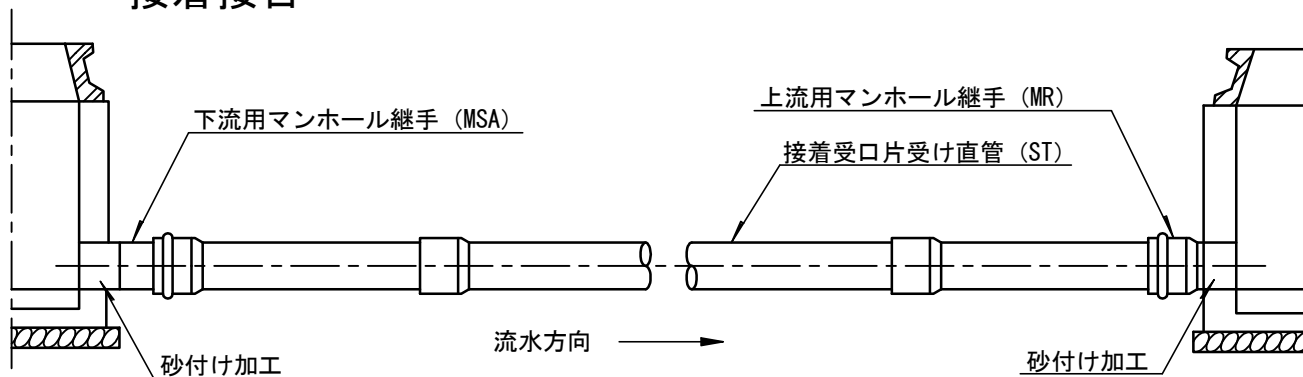 接着接合
下流用マンホール継手 (MSA)
上流用マンホール継手 (MR)
接着受口片受け直管 (ST)
流水方向
砂付け加工
砂付け加工